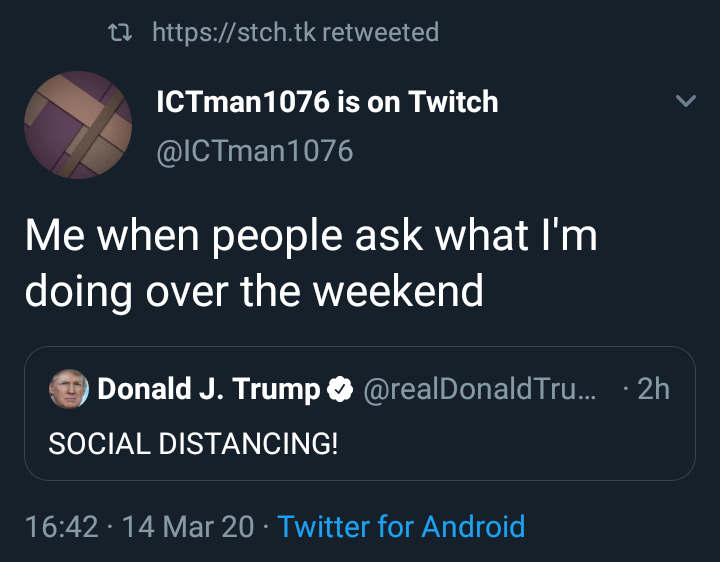 https://stch.tk retweeted
ICTman1076 is on Twitch
@ICTman1076
Me when people ask what I'm
doing over the weekend
Donald J. Trump @realDonaldTru... · 2h
SOCIAL DISTANCING!
16:42 · 14 Mar 20 · Twitter for Android